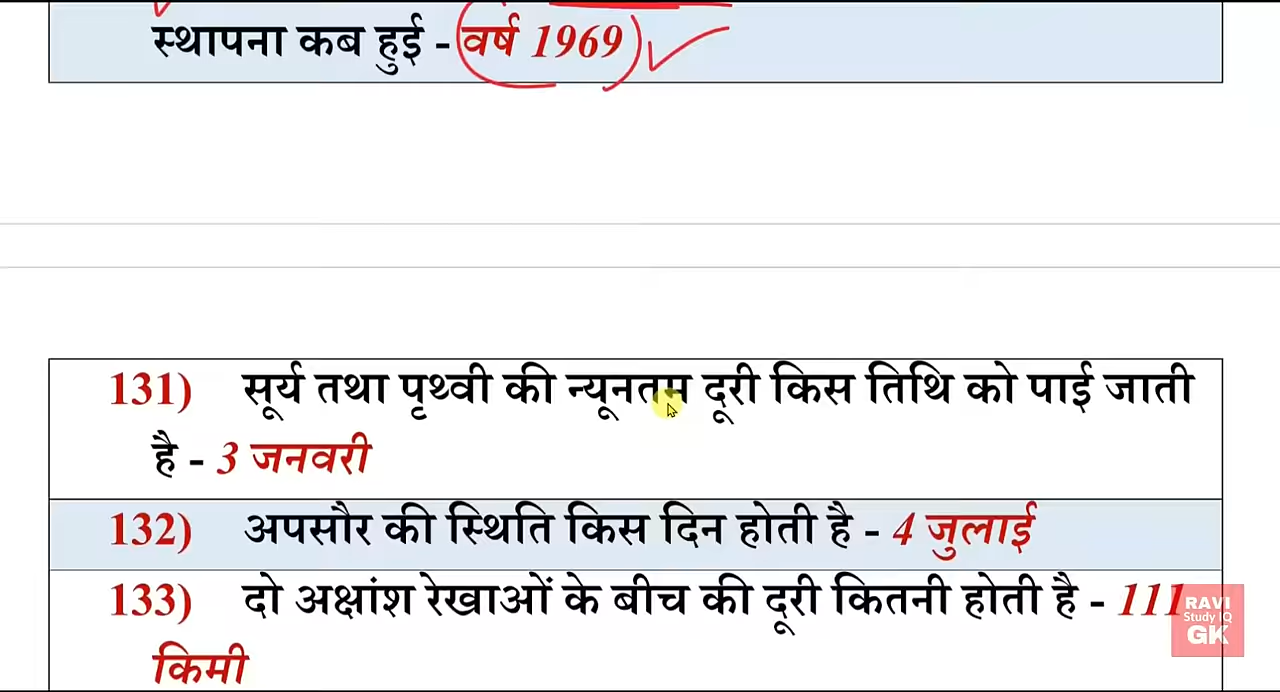 स्थापना कब हुई - वर्ष 1969
131) सूर्य तथा पृथ्वी की न्यूनतम दूरी किस तिथि को पाई जाती
है - 3 जनवरी
132) अपसौर की स्थिति किस दिन होती है - 4 जुलाई
133) दो अक्षांश रेखाओं के बीच की दूरी कितनी होती है - 111
किमी
RAVI
Study IQ
GK